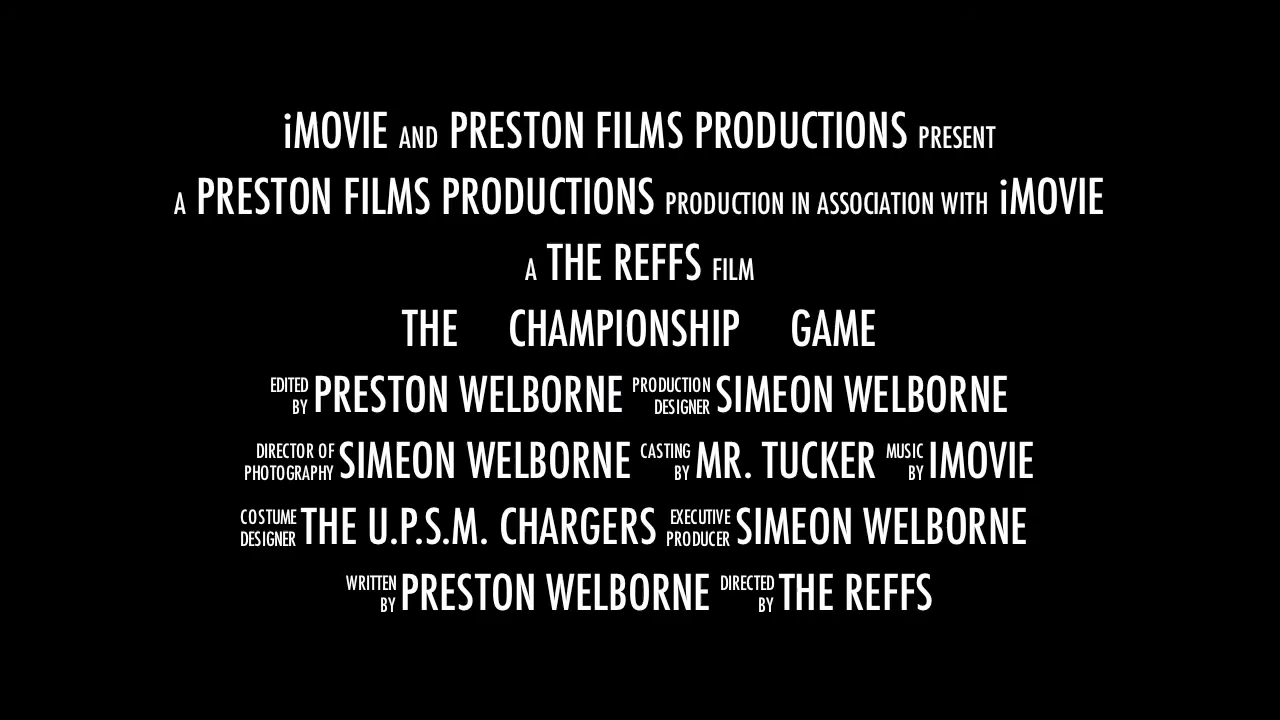 iMOVIE AND PRESTON FILMS PRODUCTIONS PRESENT
A PRESTON FILMS PRODUCTIONS PRODUCTION IN ASSOCIATION WITH iMOVIE
A THE REFFS FILM
THE CHAMPIONSHIP GAME
EDITED BY PRESTON WELBORNE PRODUCTION DESIGNER SIMEON WELBORNE
DIRECTOR OF PHOTOGRAPHY SIMEON WELBORNE CASTING BY MR. TUCKER MUSIC BY IMOVIE
COSTUME DESIGNER THE U.P.S.M. CHARGERS EXECUTIVE PRODUCER SIMEON WELBORNE
WRITTEN BY PRESTON WELBORNE DIRECTED BY THE REFFS